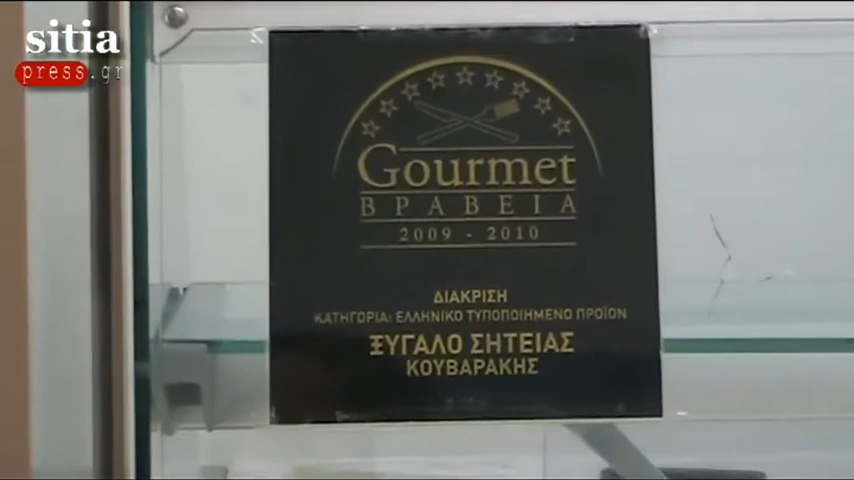 sitia
press.gr
Gourmet
ΒΡΑΒΕΙΑ
2009 - 2010
ΔΙΑΚΡΙΣΗ
ΚΑΤΗΓΟΡΙΑ: ΕΛΛΗΝΙΚΟ ΤΥΠΟΠΟΙΗΜΕΝΟ ΠΡΟΪΟΝ
ΞΥΓΑΛΟ ΣΗΤΕΙΑΣ
ΚΟΥΒΑΡΑΚΗΣ